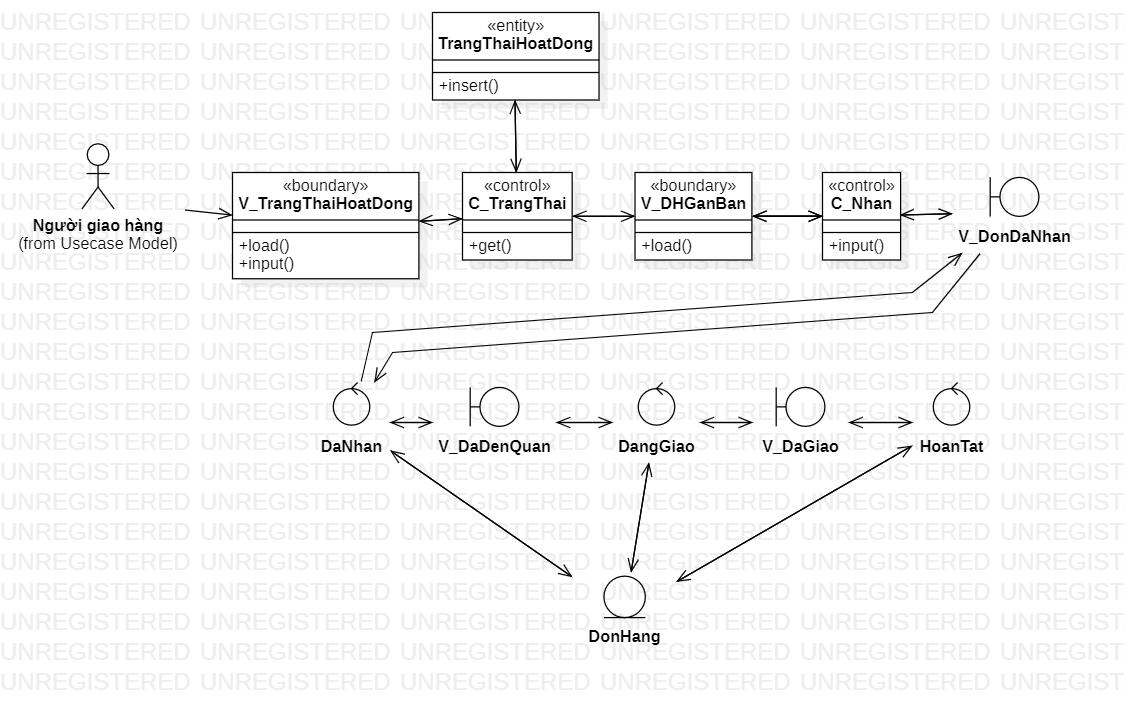 «entity»
TrangThaiHoatDong
+insert()
Người giao hàng
(from Usecase Model)
«boundary»
V_TrangThaiHoatDong
+load()
+input()
«control»
C_TrangThai
+get()
«boundary»
V_DHGanBan
+load()
«control»
C_Nhan
+input()
V_DonDaNhan
DaNhan
V_DaDenQuan
DangGiao
V_DaGiao
HoanTat
DonHang
UNREGISTERED